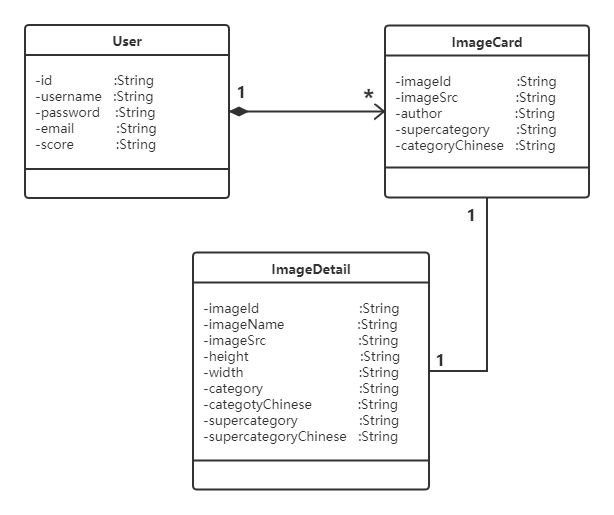 User
-id :String
-username :String
-password :String
-email :String
-score :String
1
*
ImageCard
-imageId :String
-imageSrc :String
-author :String
-supercategory :String
-categoryChinese :String
1
ImageDetail
-imageId :String
-imageName :String
-imageSrc :String
-height :String
-width :String
-category :String
-categotyChinese :String
-supercategory :String
-supercategoryChinese :String
1